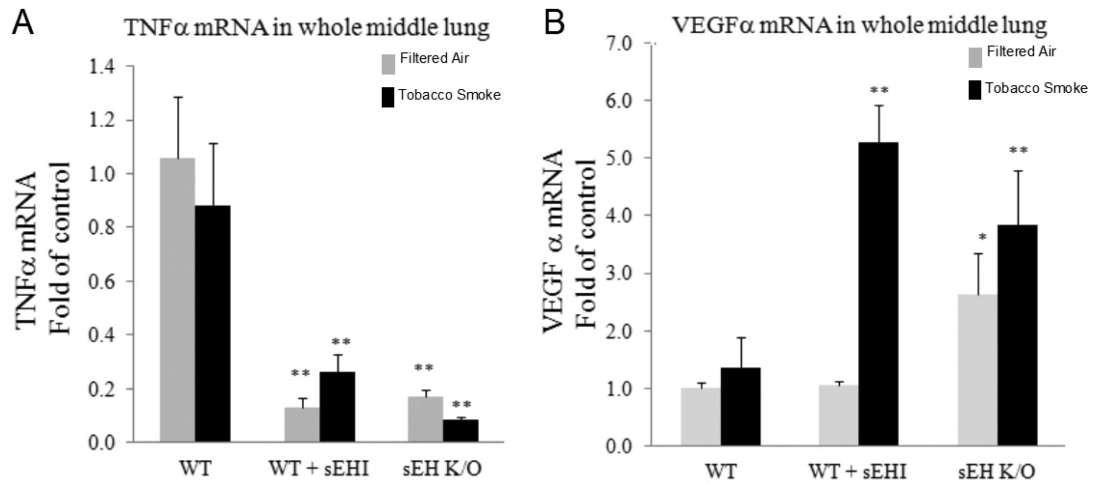 A
TNFα mRNA in whole middle lung
Filtered Air
Tobacco Smoke
TNFα mRNA
Fold of control
1.4
1.2
1.0
0.8
0.6
0.4
0.2
0.0
**
**
**
**
WT
WT + sEHI
sEH K/O
B
VEGFα mRNA in whole middle lung
Filtered Air
Tobacco Smoke
VEGF α mRNA
Fold of control
7.0
6.0
5.0
4.0
3.0
2.0
1.0
0.0
**
*
**
WT
WT + sEHI
sEH K/O